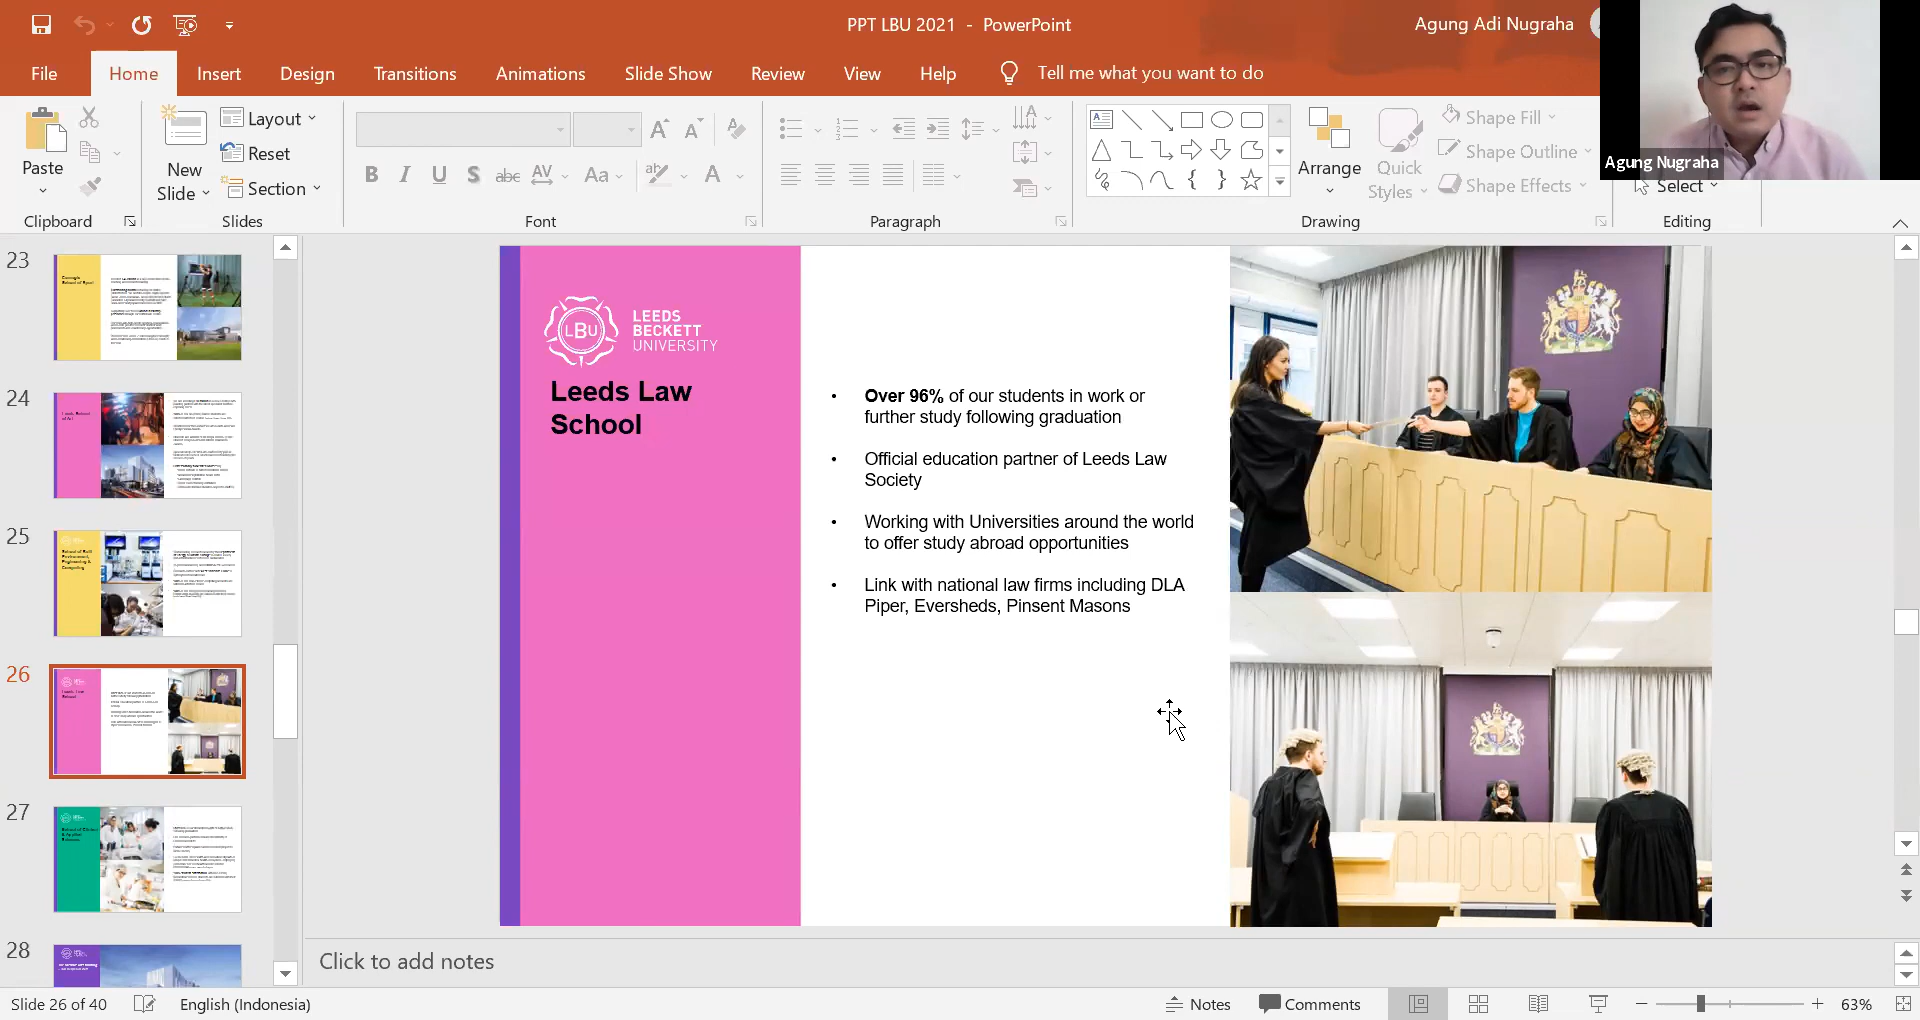 PPT LBU 2021 - PowerPoint
Agung Adi Nugraha
File Home Insert Design Transitions Animations Slide Show Review View Help Tell me what you want to do
Agung Nugraha
Paste
New
Slide
Layout
Reset
Section
B I U S abc AV Aa A
Arrange
Quick
Styles
Shape Fill
Shape Outline
Shape Effects
Select
Clipboard Slides Font Paragraph Drawing Editing
23
24
25
26
27
28
LBU
LEEDS
BECKETT
UNIVERSITY
Leeds Law
School
• Over 96% of our students in work or
further study following graduation
• Official education partner of Leeds Law
Society
• Working with Universities around the world
to offer study abroad opportunities
• Link with national law firms including DLA
Piper, Eversheds, Pinsent Masons
Click to add notes
Slide 26 of 40 English (Indonesia) Notes Comments 63%